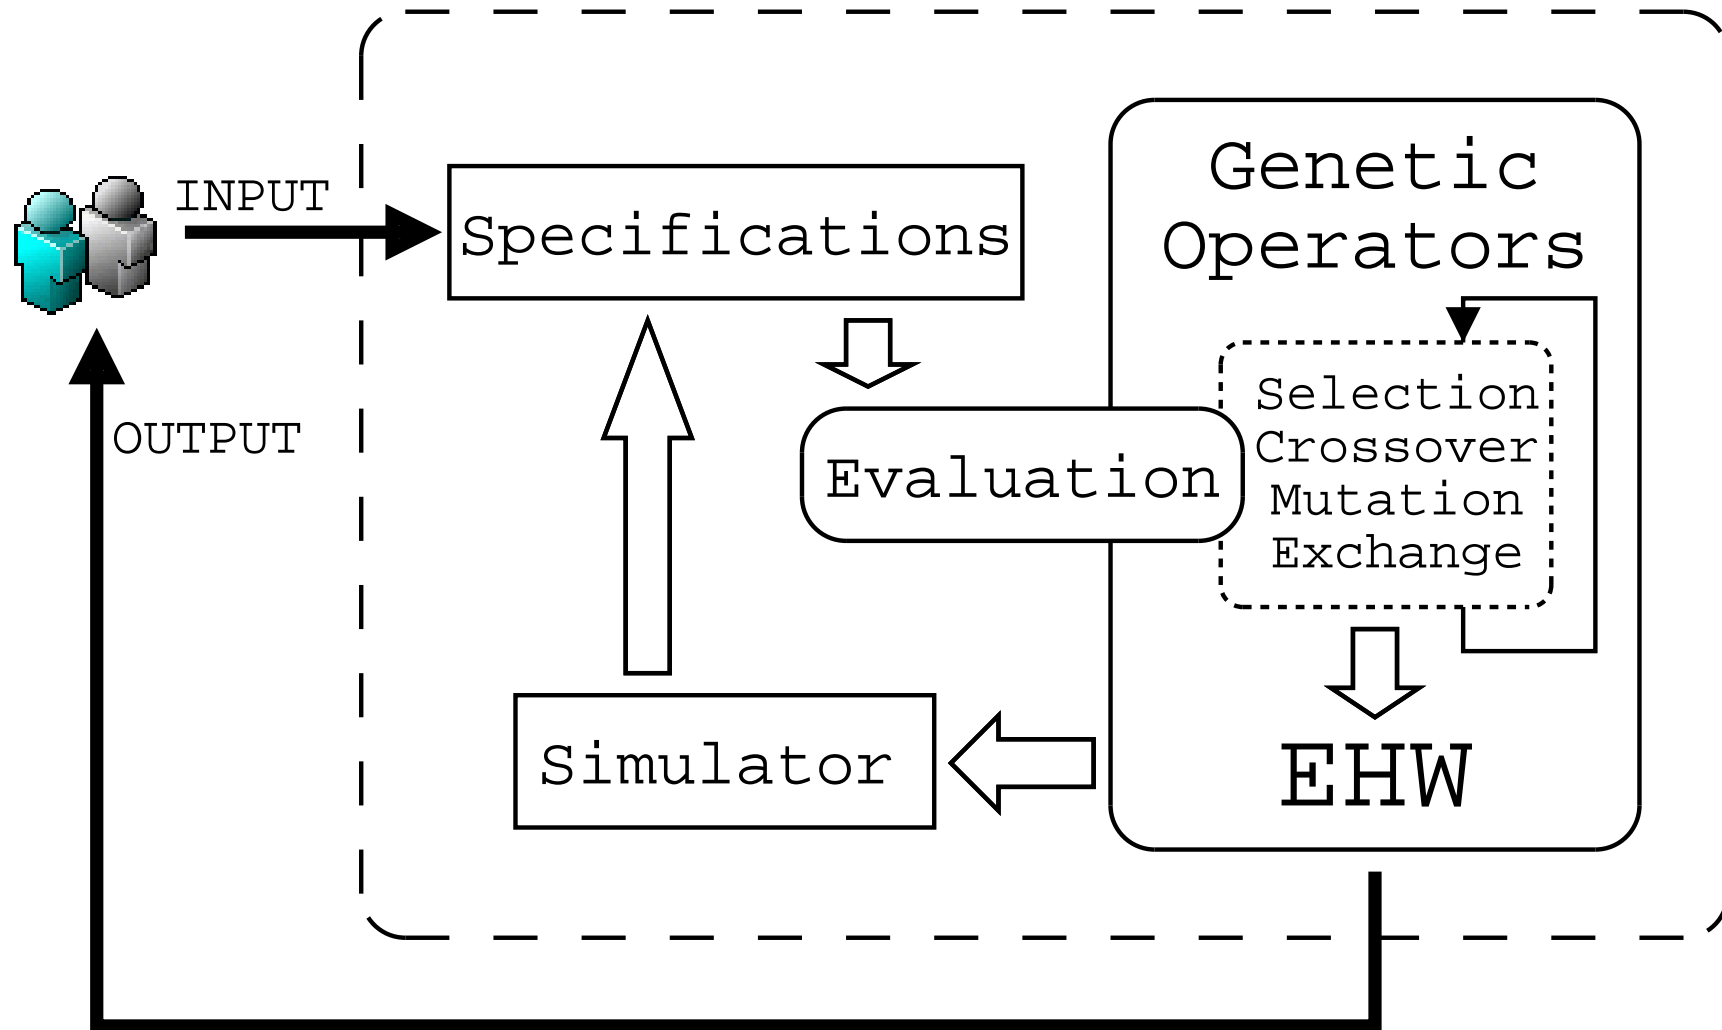 INPUT
Specifications
Genetic
Operators
Selection
Crossover
Mutation
Exchange
Evaluation
OUTPUT
Simulator
EHW